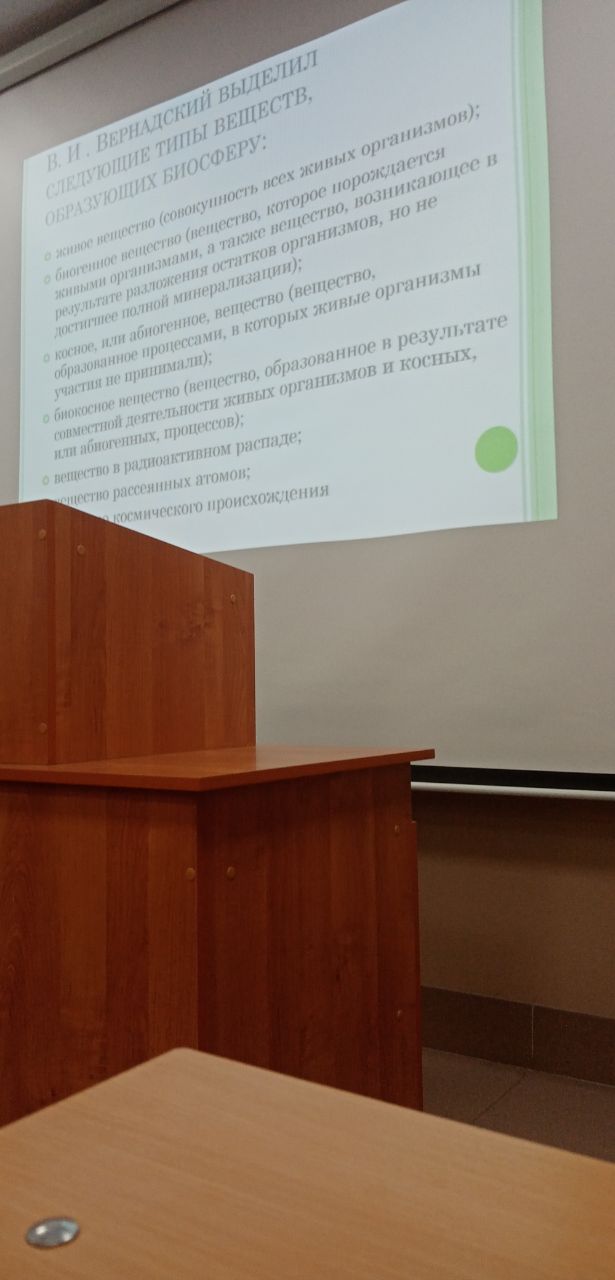 В. И . ВЕРНАДСКИЙ ВЫДЕЛИЛ
СЛЕДУЮЩИЕ ТИПЫ ВЕЩЕСТВ,
ОБРАЗУЮЩИХ БИОСФЕРУ:
живое вещество (совокупность всех живых организмов);
биогенное вещество (вещество, которое порождается
живыми организмами, а также вещество, возникающее в
результате разложения остатков организмов, но не
достигшее полной минерализации);
косное, или абиогенное, вещество (вещество,
образованное процессами, в которых живые организмы
участия не принимали);
биокосное вещество (вещество, образованное в результате
совместной деятельности живых организмов и косных,
или абиогенных, процессов);
вещество в радиоактивном распаде;
вещество рассеянных атомов;
космического происхождения